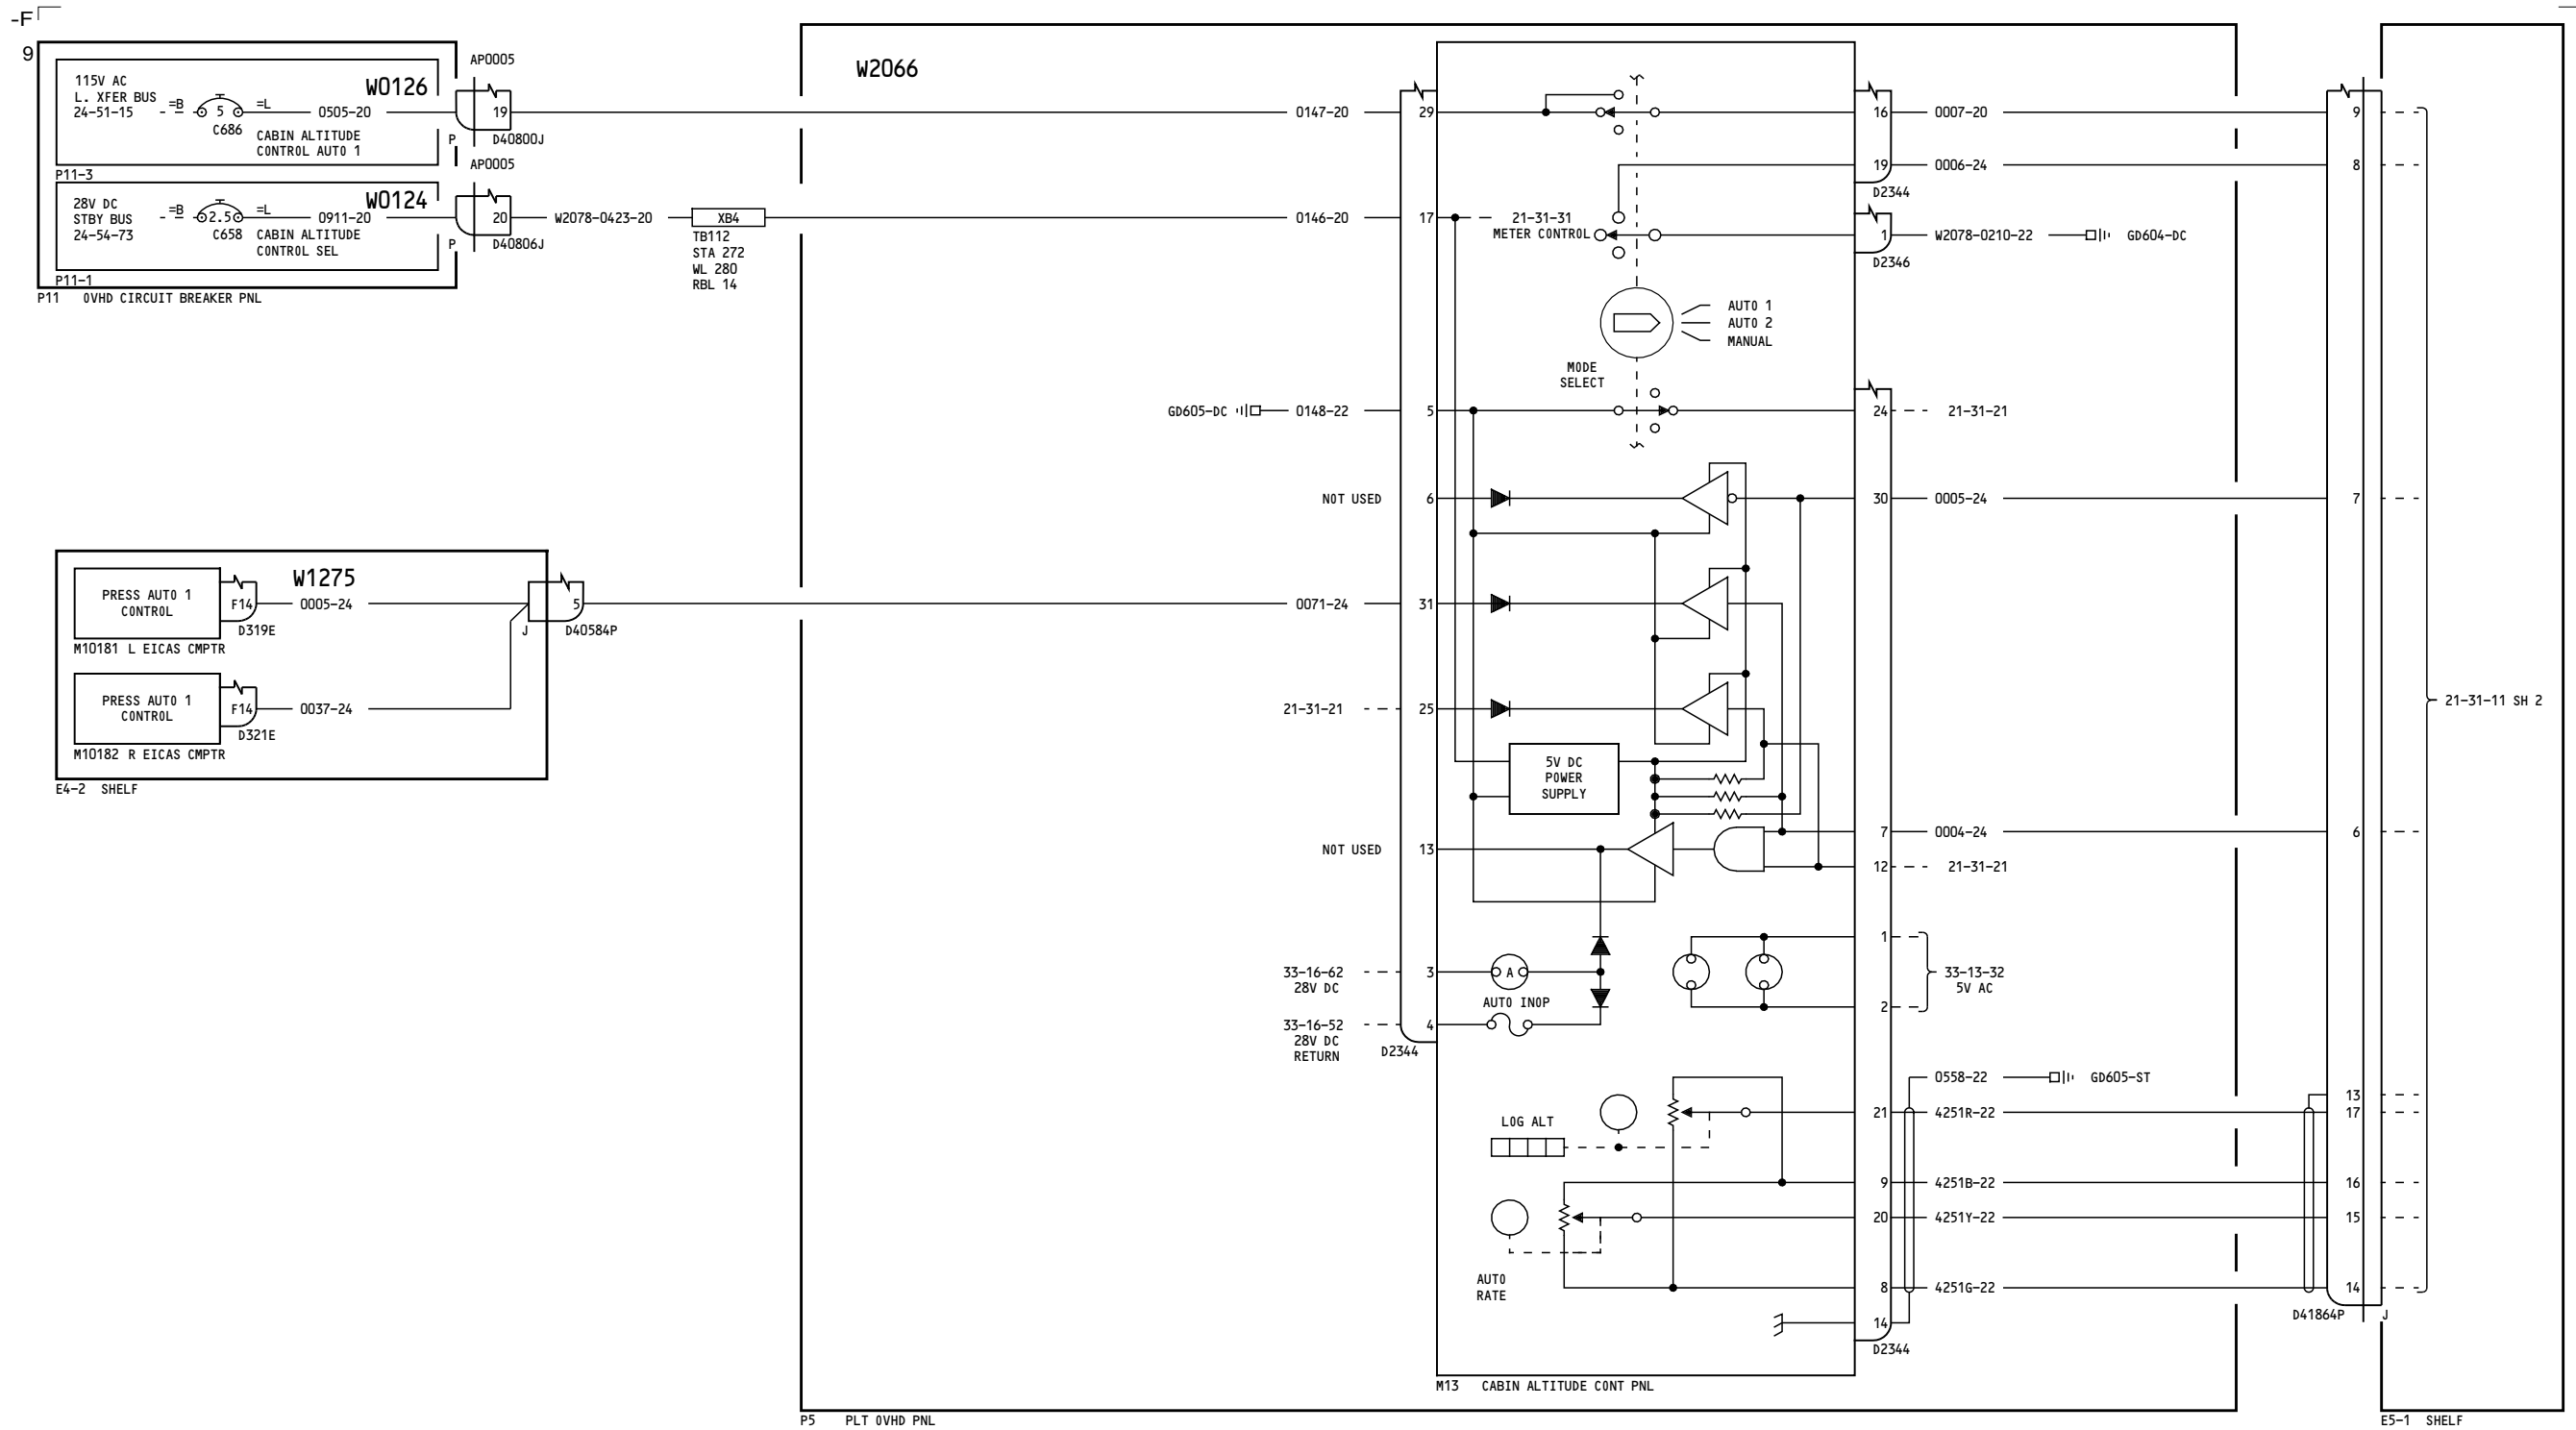 -F
9
115V AC
L. XFER BUS
24-51-15
=B
5
=L
C686
W0126
0505-20
CABIN ALTITUDE
CONTROL AUTO 1
P11-3
AP0005
19
P
D40800J
28V DC
STBY BUS
24-54-73
=B
2.5
=L
C658
W0124
0911-20
CABIN ALTITUDE
CONTROL SEL
P11-1
P11 OVHD CIRCUIT BREAKER PNL
AP0005
20
P
D40806J
W2078-0423-20
XB4
TB112
STA 272
WL 280
RBL 14
W1275
PRESS AUTO 1
CONTROL
F14
0005-24
D319E
M10181 L EICAS CMPTR
PRESS AUTO 1
CONTROL
F14
0037-24
D321E
M10182 R EICAS CMPTR
E4-2 SHELF
5
J
D40584P
W2066
0147-20
29
0146-20
17
GD605-DC
0148-22
5
NOT USED
6
0071-24
31
21-31-21
25
NOT USED
13
33-16-62
28V DC
3
33-16-52
28V DC
RETURN
4
D2344
21-31-31
METER CONTROL
AUTO 1
AUTO 2
MANUAL
MODE
SELECT
5V DC
POWER
SUPPLY
A
AUTO INOP
LOG ALT
AUTO
RATE
M13 CABIN ALTITUDE CONT PNL
P5 PLT OVHD PNL
16
0007-20
19
0006-24
D2344
1
W2078-0210-22
GD604-DC
D2346
24
21-31-21
30
0005-24
7
0004-24
12
21-31-21
1
2
33-13-32
5V AC
0558-22
GD605-ST
21
4251R-22
9
4251B-22
20
4251Y-22
8
4251G-22
14
D2344
9
8
7
6
13
17
16
15
14
D41864P
J
21-31-11 SH 2
E5-1 SHELF